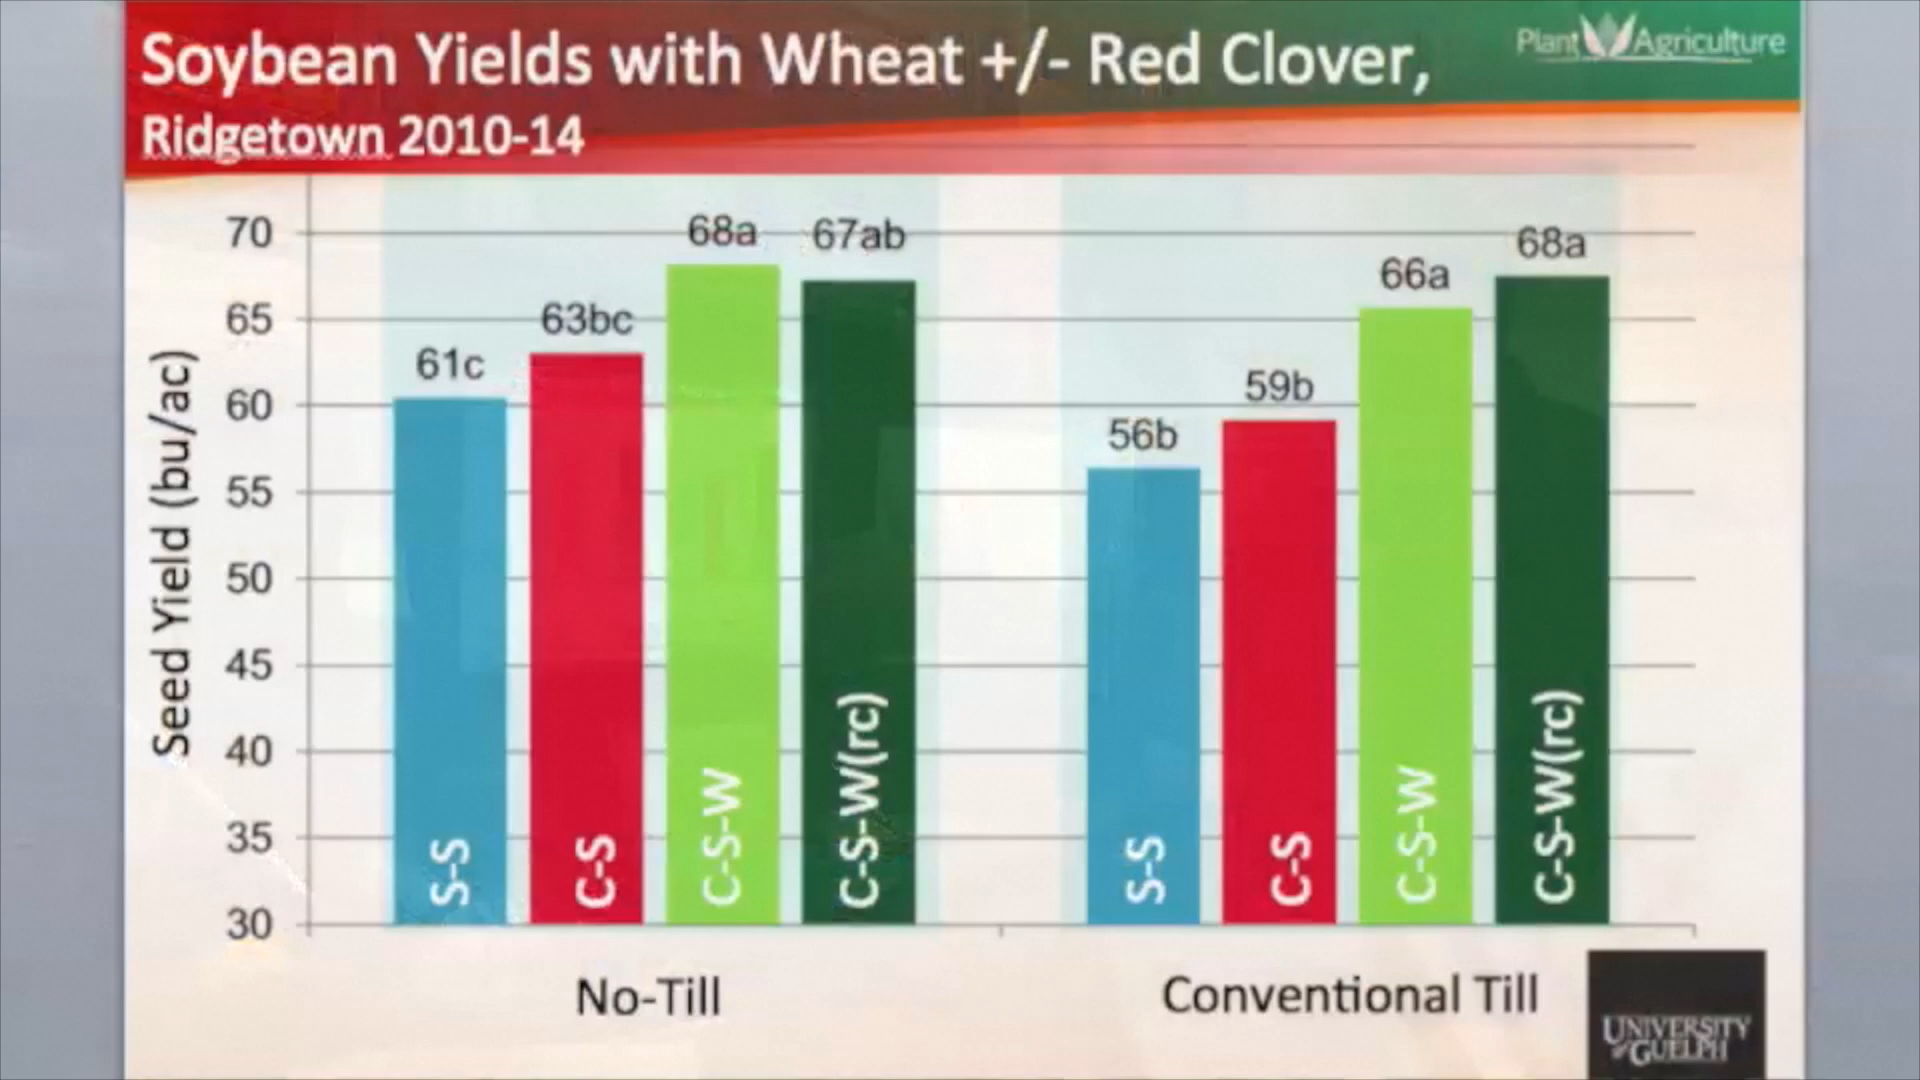 Soybean Yields with Wheat +/- Red Clover,
Ridgetown 2010-14
Plant Agriculture
Seed Yield (bu/ac)
70
65
60
55
50
45
40
35
30
61c
63bc
68a
67ab
56b
59b
66a
68a
S-S
C-S
C-S-W
C-S-W(rc)
S-S
C-S
C-S-W
C-S-W(rc)
No-Till
Conventional Till
UNIVERSITY
of GUELPH